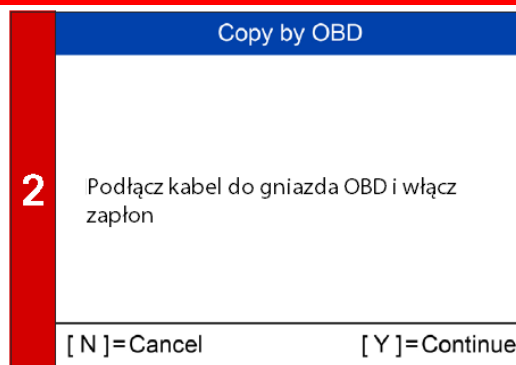 Copy by OBD
2
Podłącz kabel do gniazda OBD i włącz
zapłon
[ N ]=Cancel [ Y ]=Continue